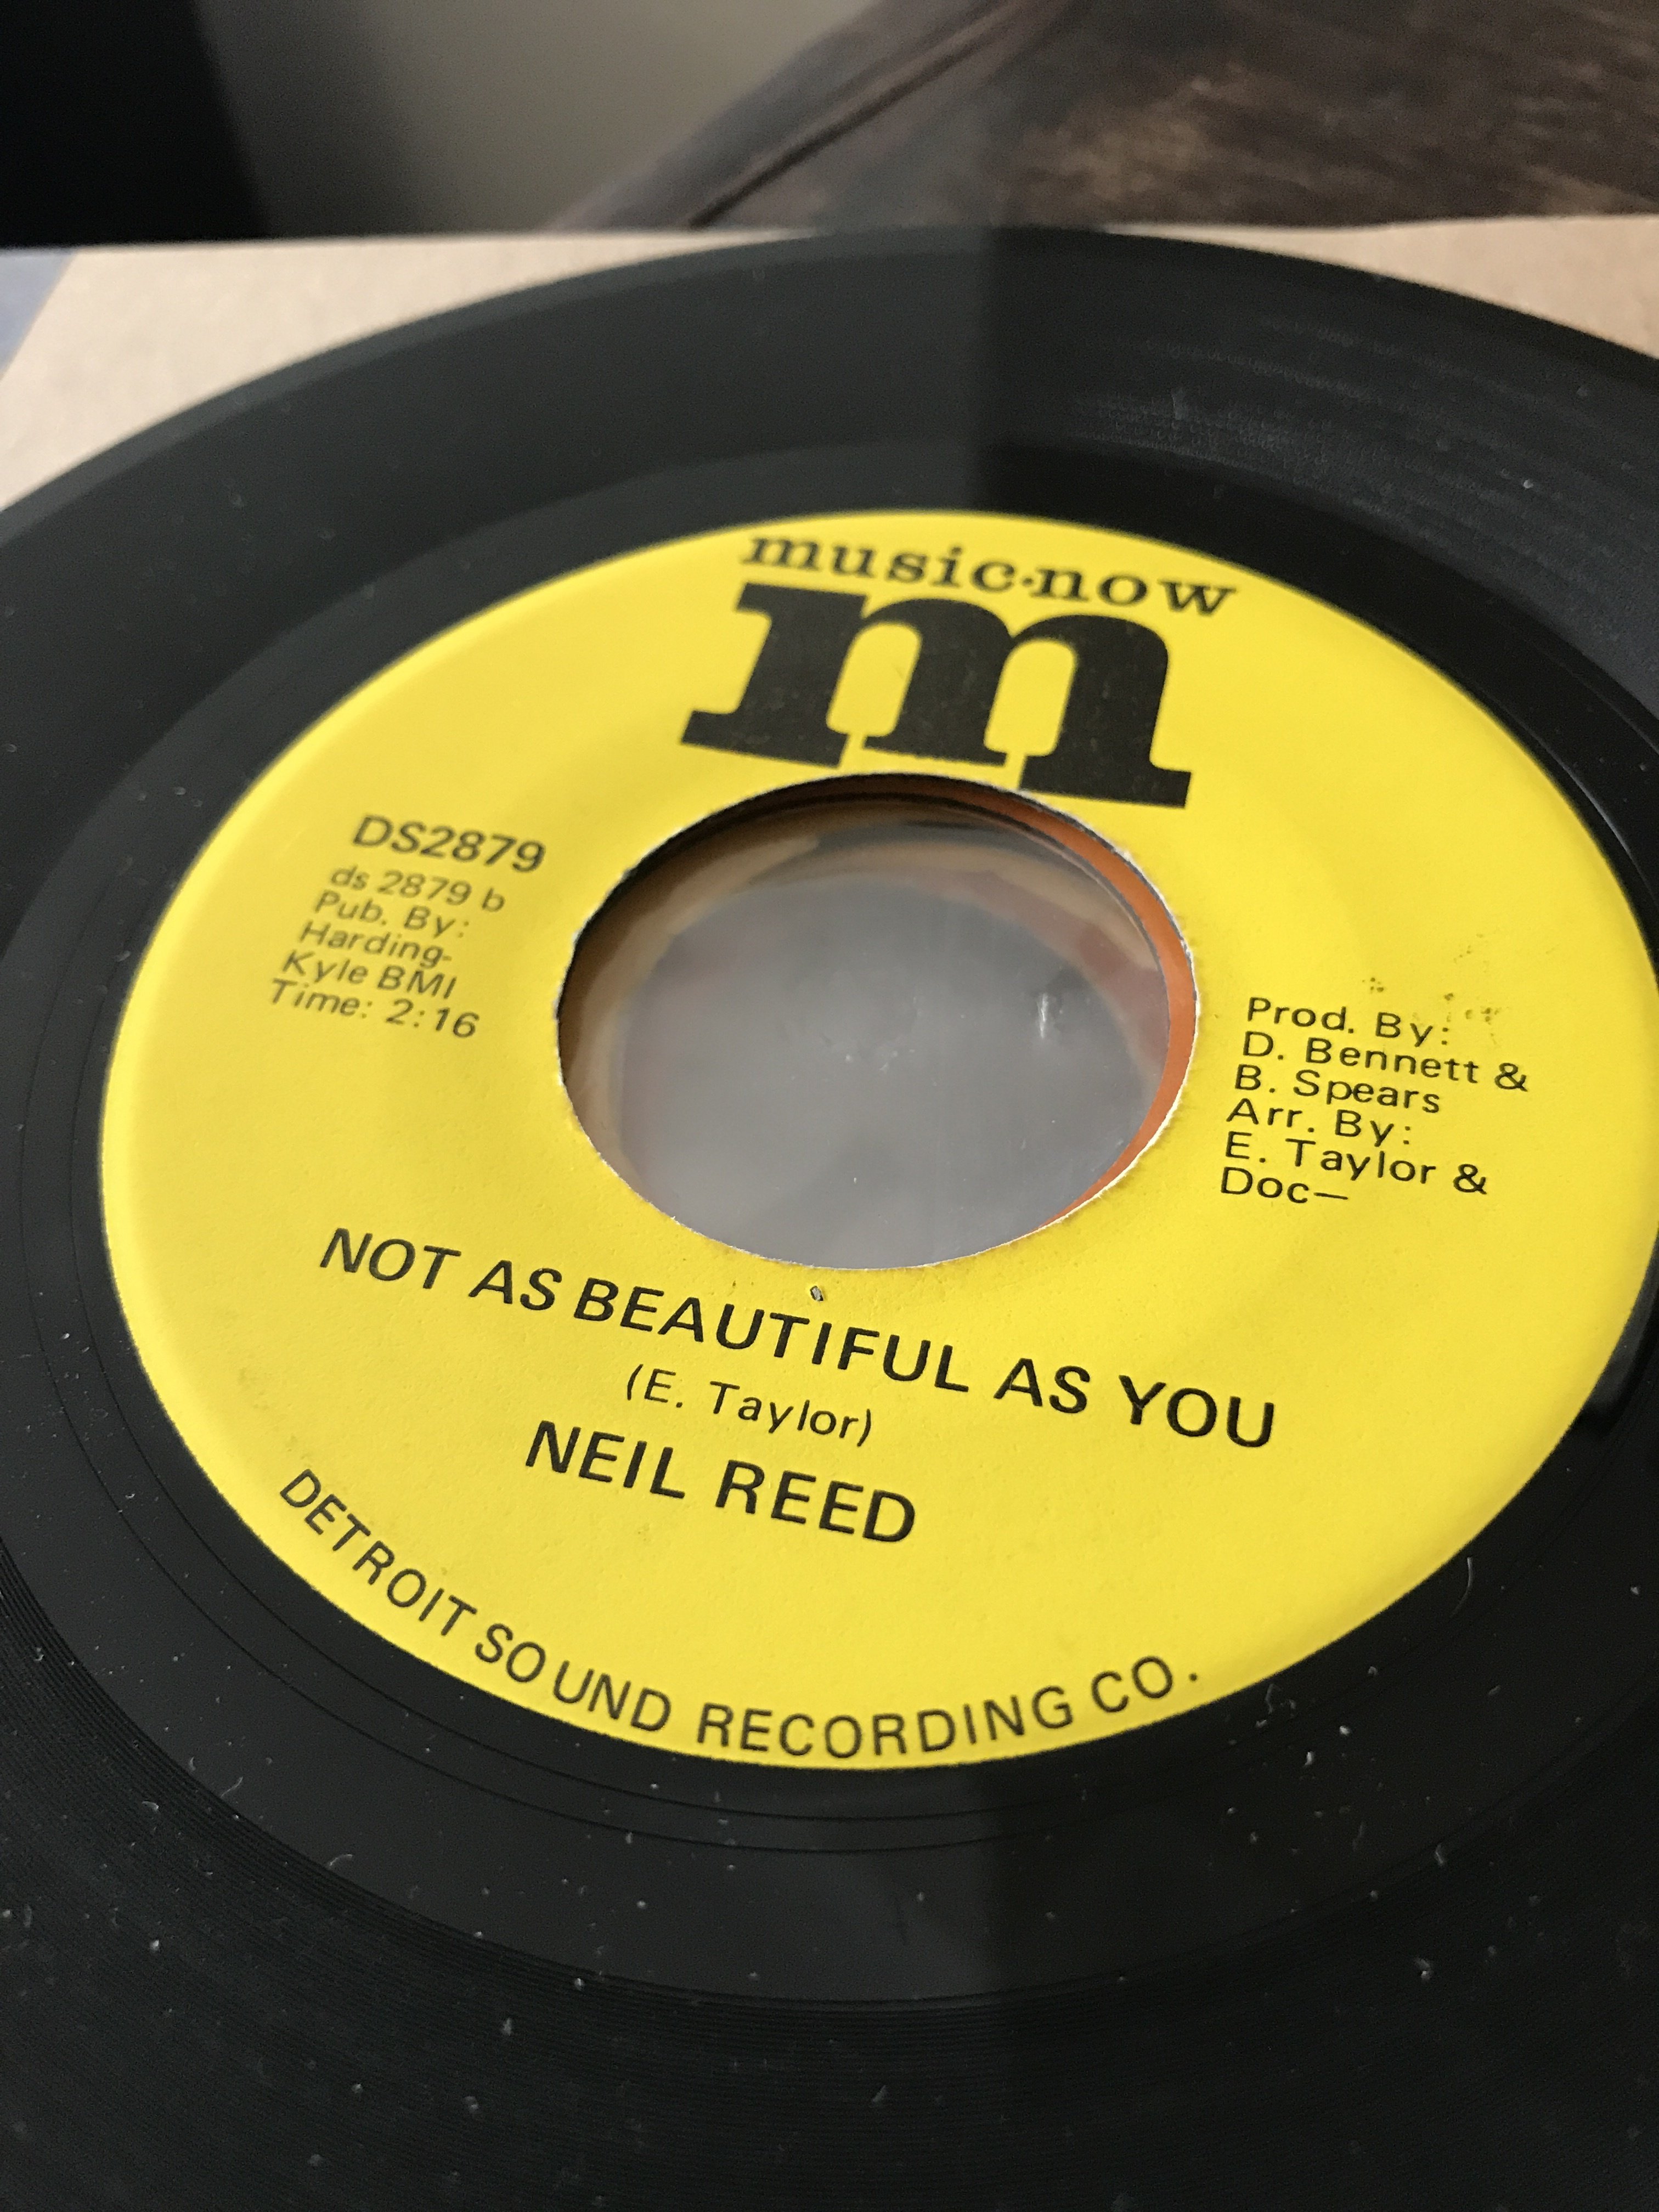 music·now
m
DS2879
ds 2879 b
Pub. By:
Harding-
Kyle BMI
Time: 2:16
Prod. By:
D. Bennett &
B. Spears
Arr. By:
E. Taylor &
Doc—
NOT AS BEAUTIFUL AS YOU
(E. Taylor)
NEIL REED
DETROIT SOUND RECORDING CO.